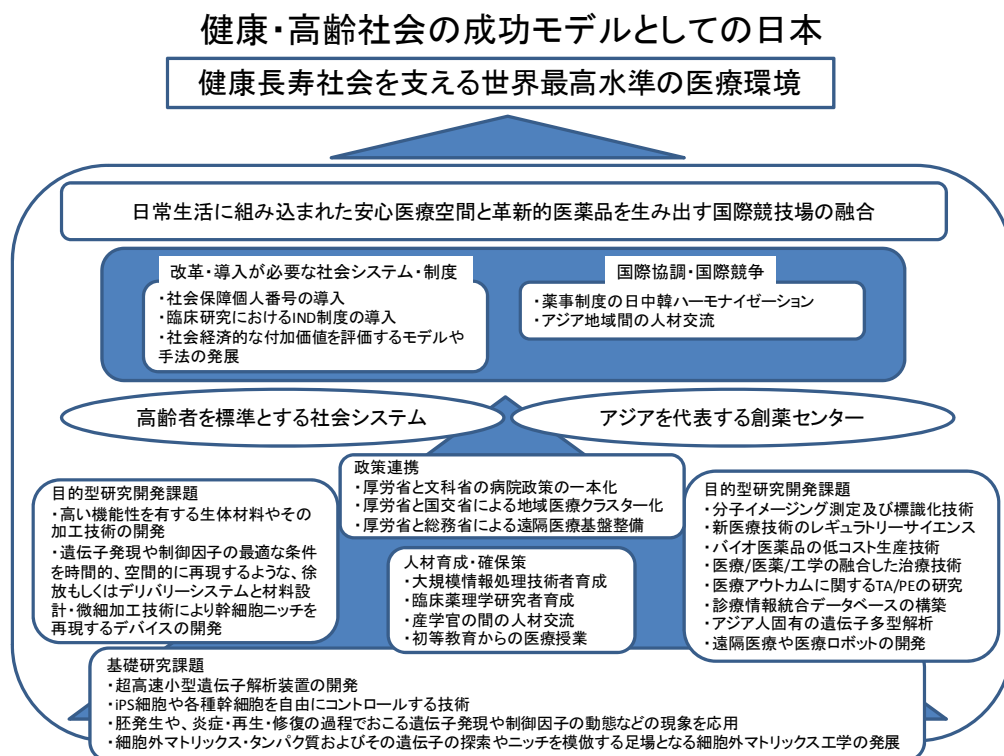 健康・高齢社会の成功モデルとしての日本
健康長寿社会を支える世界最高水準の医療環境
日常生活に組み込まれた安心医療空間と革新的医薬品を生み出す国際競技場の融合
改革・導入が必要な社会システム・制度
・社会保障個人番号の導入
・臨床研究におけるIND制度の導入
・社会経済的な付加価値を評価するモデルや
手法の発展
国際協調・国際競争
・薬事制度の日中韓ハーモナイゼーション
・アジア地域間の人材交流
高齢者を標準とする社会システム
アジアを代表する創薬センター
政策連携
・厚労省と文科省の病院政策の一本化
・厚労省と国交省による地域医療クラスター化
・厚労省と総務省による遠隔医療基盤整備
目的型研究開発課題
・高い機能性を有する生体材料やその
加工技術の開発
・遺伝子発現や制御因子の最適な条件
を時間的、空間的に再現するような、徐
放もしくはデリバリーシステムと材料設
計・微細加工技術により幹細胞ニッチを
再現するデバイスの開発
人材育成・確保策
・大規模情報処理技術者育成
・臨床薬理学研究者育成
・産学官の間の人材交流
・初等教育からの医療授業
目的型研究開発課題
・分子イメージング測定及び標識化技術
・新医療技術のレギュラトリーサイエンス
・バイオ医薬品の低コスト生産技術
・医療/医薬/工学の融合した治療技術
・医療アウトカムに関するTA/PEの研究
・診療情報統合データベースの構築
・アジア人固有の遺伝子多型解析
・遠隔医療や医療ロボットの開発
基礎研究課題
・超高速小型遺伝子解析装置の開発
・iPS細胞や各種幹細胞を自由にコントロールする技術
・胚発生や、炎症・再生・修復の過程でおこる遺伝子発現や制御因子の動態などの現象を応用
・細胞外マトリックス・タンパク質およびその遺伝子の探索やニッチを模倣する足場となる細胞外マトリックス工学の発展